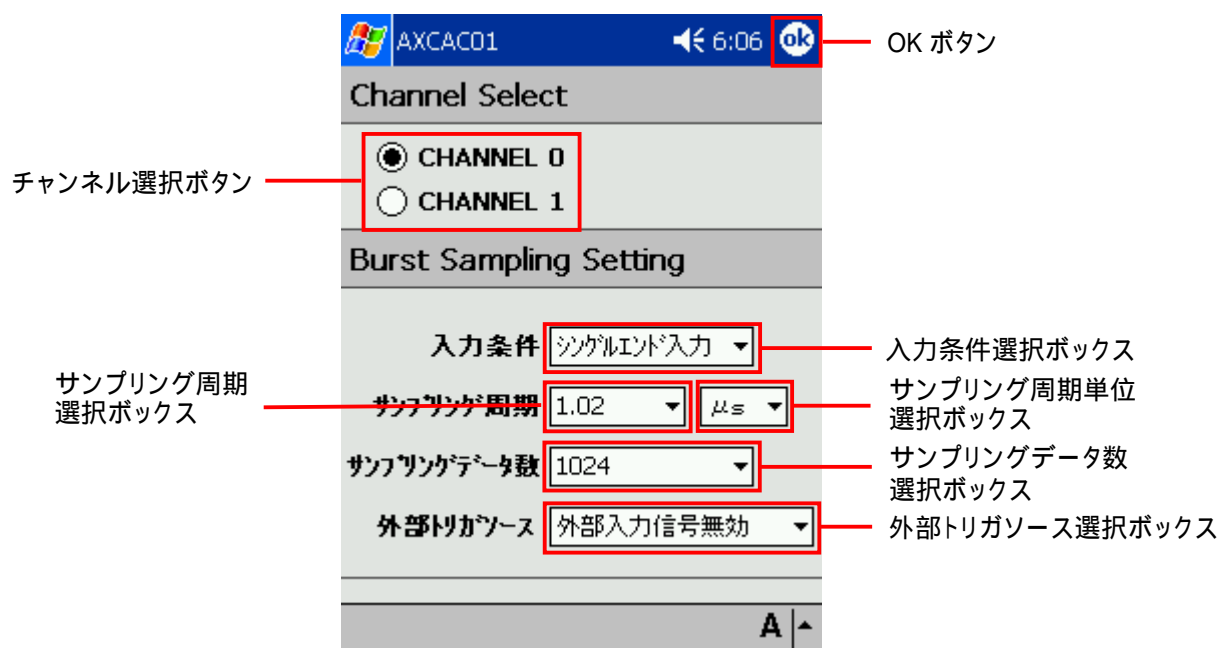 AXCAC01 6:06 ok
OK ボタン
Channel Select
チャンネル選択ボタン
CHANNEL 0
CHANNEL 1
Burst Sampling Setting
入力条件 シングルエンド入力
入力条件選択ボックス
サンプリング周期
選択ボックス
サンプリング周期 1.02 μs
サンプリング周期単位
選択ボックス
サンプリングデータ数 1024
サンプリングデータ数
選択ボックス
外部トリガソース 外部入力信号無効
外部トリガソース選択ボックス
A